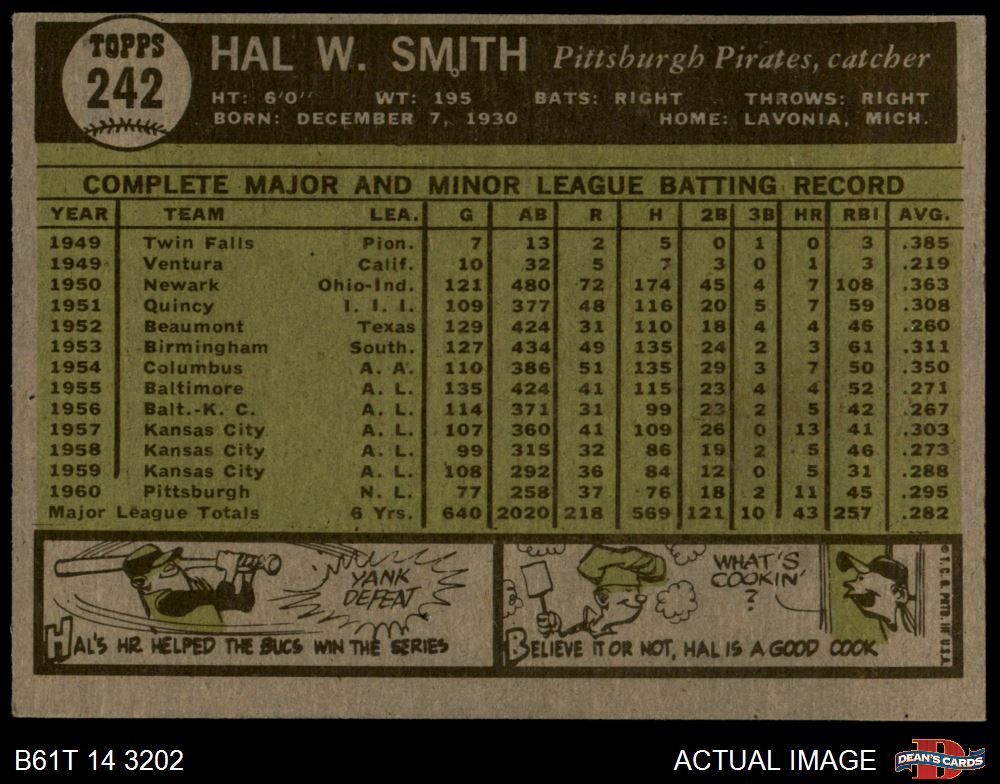 TOPPS
242
HAL W. SMITH Pittsburgh Pirates, catcher
HT: 6'0" WT: 195 BATS: RIGHT THROWS: RIGHT
BORN: DECEMBER 7, 1930 HOME: LAVONIA, MICH.
COMPLETE MAJOR AND MINOR LEAGUE BATTING RECORD
YEAR TEAM LEA. G AB R H 2B 3B HR RBI AVG.
1949 Twin Falls Pion. 7 13 2 5 0 1 0 3 .385
1949 Ventura Calif. 10 32 5 7 3 0 1 3 .219
1950 Newark Ohio-Ind. 121 480 72 174 45 4 7 108 .363
1951 Quincy I. I. I. 109 377 48 116 20 5 7 59 .308
1952 Beaumont Texas 129 424 31 110 18 4 4 46 .260
1953 Birmingham South. 127 434 49 135 24 2 3 61 .311
1954 Columbus A. A. 110 386 51 135 29 3 7 50 .350
1955 Baltimore A. L. 135 424 41 115 23 4 4 52 .271
1956 Balt.-K. C. A. L. 114 371 31 99 23 2 5 42 .267
1957 Kansas City A. L. 107 360 41 109 26 0 13 41 .303
1958 Kansas City A. L. 99 315 32 86 19 2 5 46 .273
1959 Kansas City A. L. 108 292 36 84 12 0 5 31 .288
1960 Pittsburgh N. L. 77 258 37 76 18 2 11 45 .295
Major League Totals 6 Yrs. 640 2020 218 569 121 10 43 257 .282
YANK
DEFEAT
HAL'S HR HELPED THE BUCS WIN THE SERIES
WHAT'S
COOKIN'
?
BELIEVE IT OR NOT, HAL IS A GOOD COOK
© T.C.G. PRTD. IN U.S.A.
B61T 14 3202 ACTUAL IMAGE
DEAN'S CARDS